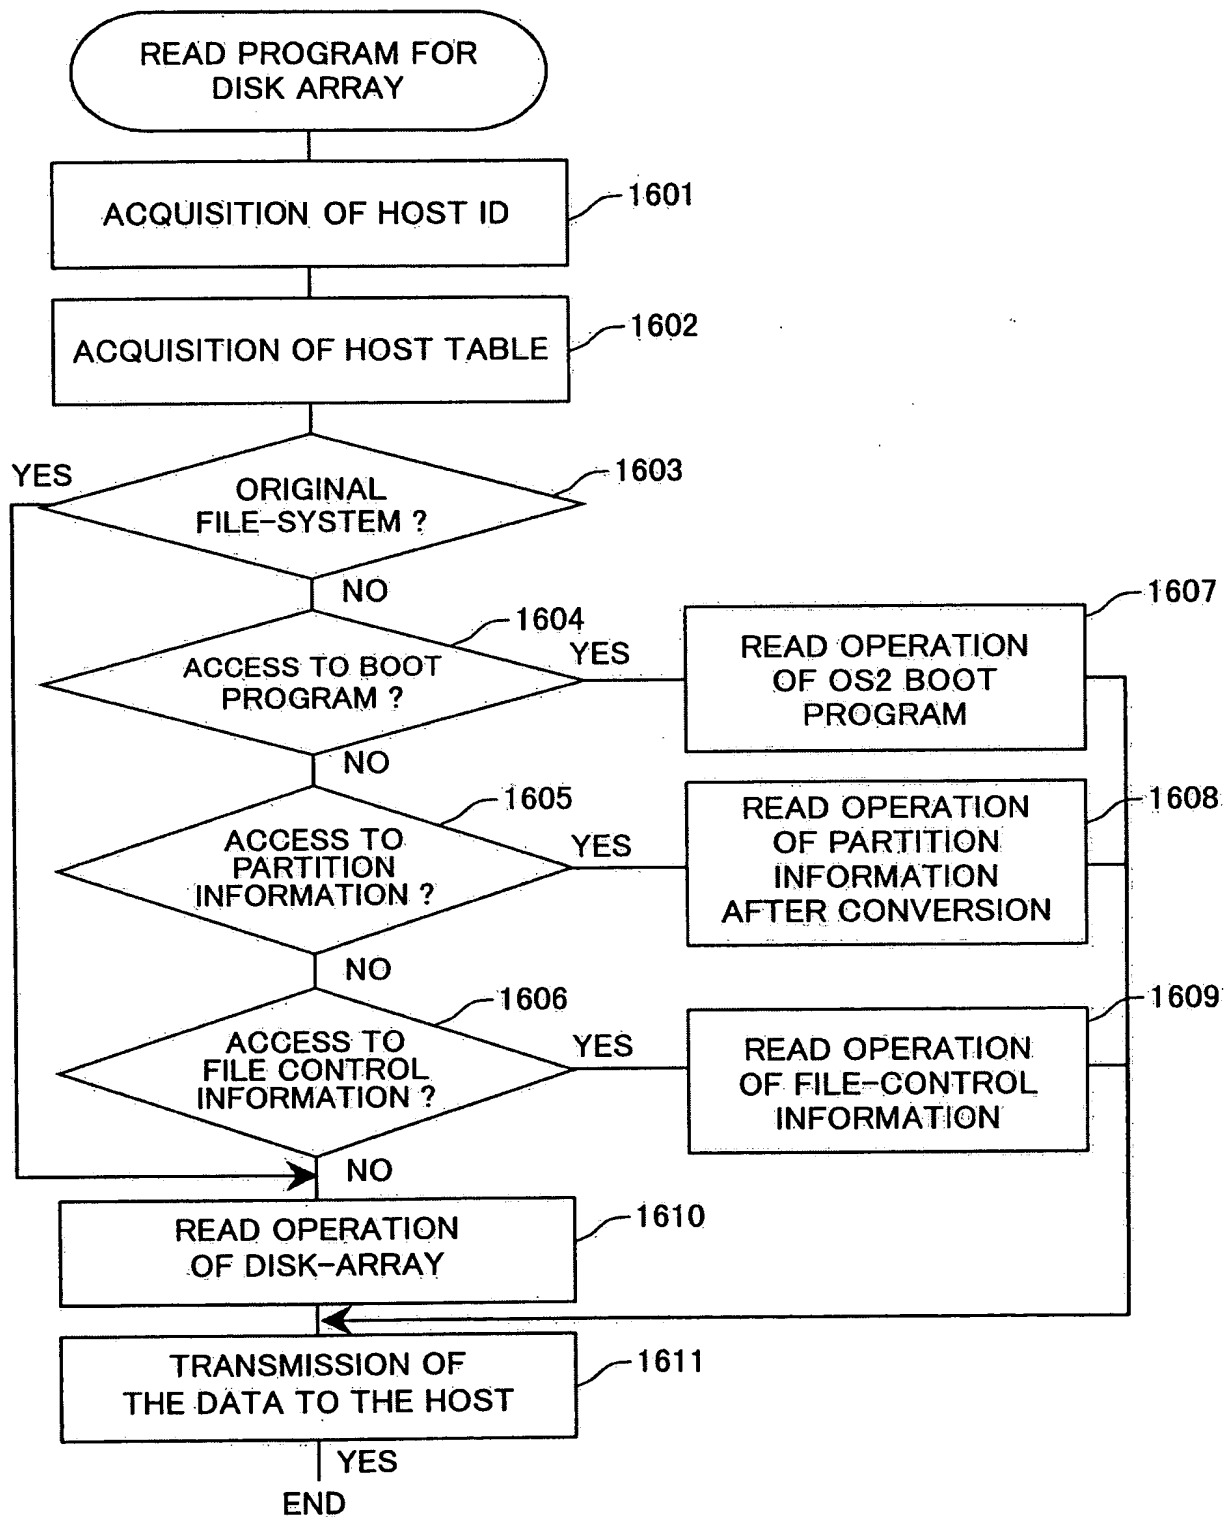 READ PROGRAM FOR
DISK ARRAY
ACQUISITION OF HOST ID
1601
ACQUISITION OF HOST TABLE
1602
YES
ORIGINAL
FILE-SYSTEM ?
1603
NO
ACCESS TO BOOT
PROGRAM ?
1604
YES
READ OPERATION
OF OS2 BOOT
PROGRAM
1607
NO
ACCESS TO
PARTITION
INFORMATION ?
1605
YES
READ OPERATION
OF PARTITION
INFORMATION
AFTER CONVERSION
1608
NO
ACCESS TO
FILE CONTROL
INFORMATION ?
1606
YES
READ OPERATION
OF FILE-CONTROL
INFORMATION
1609
NO
READ OPERATION
OF DISK-ARRAY
1610
TRANSMISSION OF
THE DATA TO THE HOST
1611
YES
END